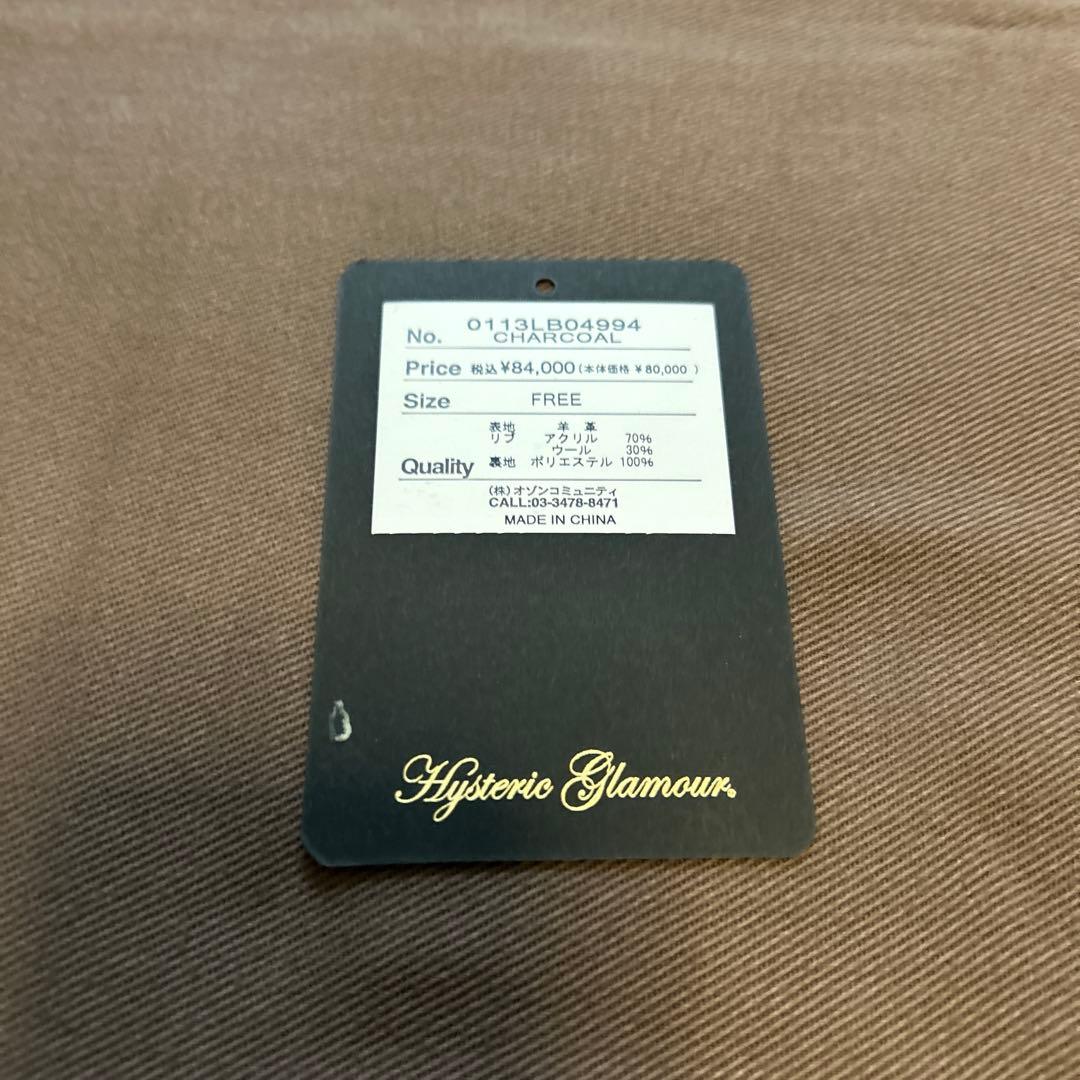 No. 0113LB04994
CHARCOAL
Price 税込 ¥84,000 (本体価格 ¥80,000 )
Size FREE
表地 羊 革
リブ アクリル 70%
ウール 30%
Quality 裏地 ポリエステル 100%
(株)オゾンコミュニティ
CALL:03-3478-8471
MADE IN CHINA
Hysteric Glamour.